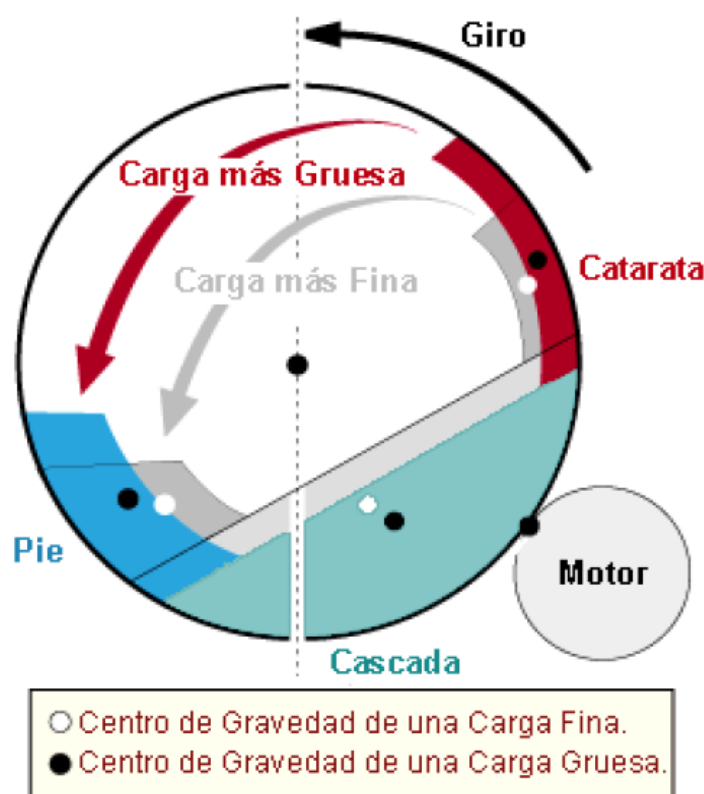 Giro
Carga más Gruesa
Catarata
Carga más Fina
Pie
Motor
Cascada
Centro de Gravedad de una Carga Fina.
Centro de Gravedad de una Carga Gruesa.